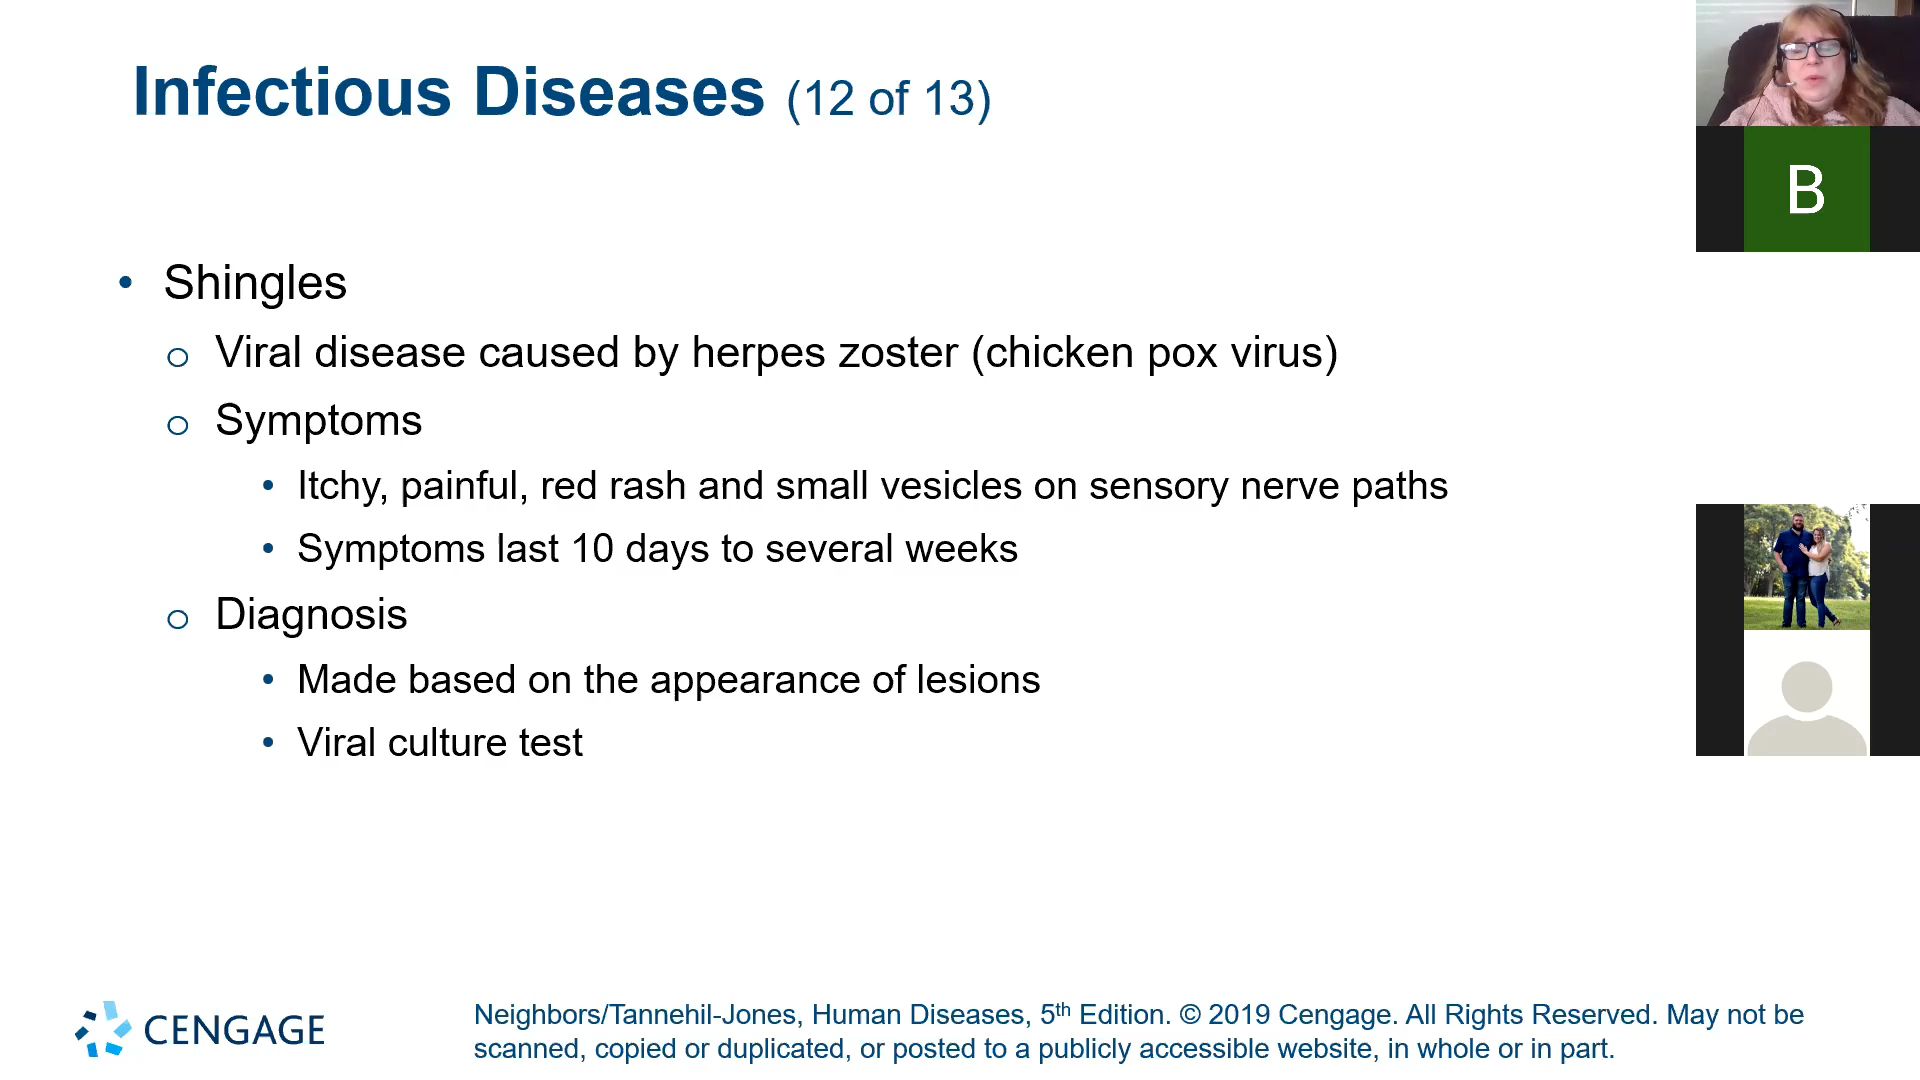 Infectious Diseases (12 of 13)
B
• Shingles
o Viral disease caused by herpes zoster (chicken pox virus)
o Symptoms
• Itchy, painful, red rash and small vesicles on sensory nerve paths
• Symptoms last 10 days to several weeks
o Diagnosis
• Made based on the appearance of lesions
• Viral culture test
CENGAGE
Neighbors/Tannehil-Jones, Human Diseases, 5th Edition. © 2019 Cengage. All Rights Reserved. May not be
scanned, copied or duplicated, or posted to a publicly accessible website, in whole or in part.